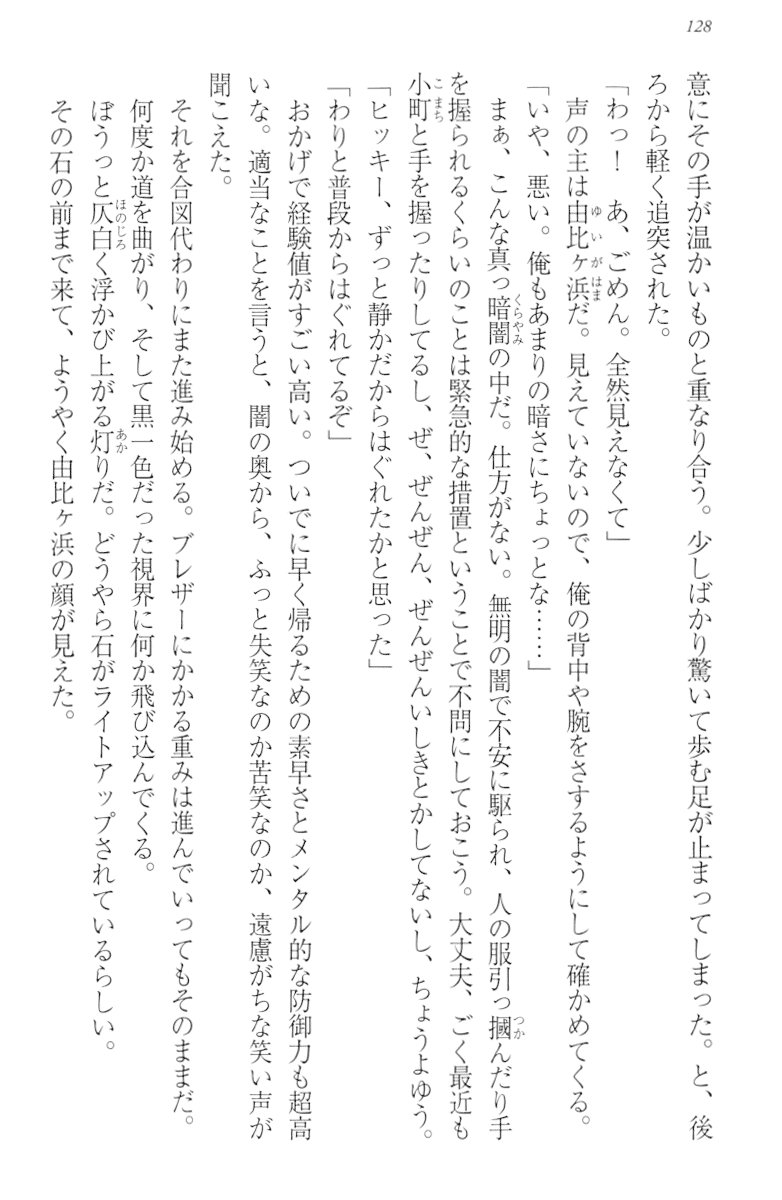 128
意にその手が温かいものと重なり合う。少しばかり驚いて歩む足が止まってしまった。と、後
ろから軽く追突された。
「わっ！　あ、ごめん。全然見えなくて」
声の主は由比ヶ浜だ。見えていないので、俺の背中や腕をさするようにして確かめてくる。
「いや、悪い。俺もあまりの暗さにちょっとな……」
まぁ、こんな真っ暗闇の中だ。仕方がない。無明の闇で不安に駆られ、人の服引っ摑んだり手
を握られるくらいのことは緊急的な措置ということで不問にしておこう。大丈夫、ごく最近も
小町と手を握ったりしてるし、ぜ、ぜんぜん、ぜんぜんいしきとかしてないし、ちょうよゆう。
「ヒッキー、ずっと静かだからはぐれたかと思った」
「わりと普段からはぐれてるぞ」
おかげで経験値がすごい高い。ついでに早く帰るための素早さとメンタル的な防御力も超高
いな。適当なことを言うと、闇の奥から、ふっと失笑なのか苦笑なのか、遠慮がちな笑い声が
聞こえた。
それを合図代わりにまた進み始める。ブレザーにかかる重みは進んでいってもそのままだ。
何度か道を曲がり、そして黒一色だった視界に何か飛び込んでくる。
ぼうっと仄白く浮かび上がる灯りだ。どうやら石がライトアップされているらしい。
その石の前まで来て、ようやく由比ヶ浜の顔が見えた。